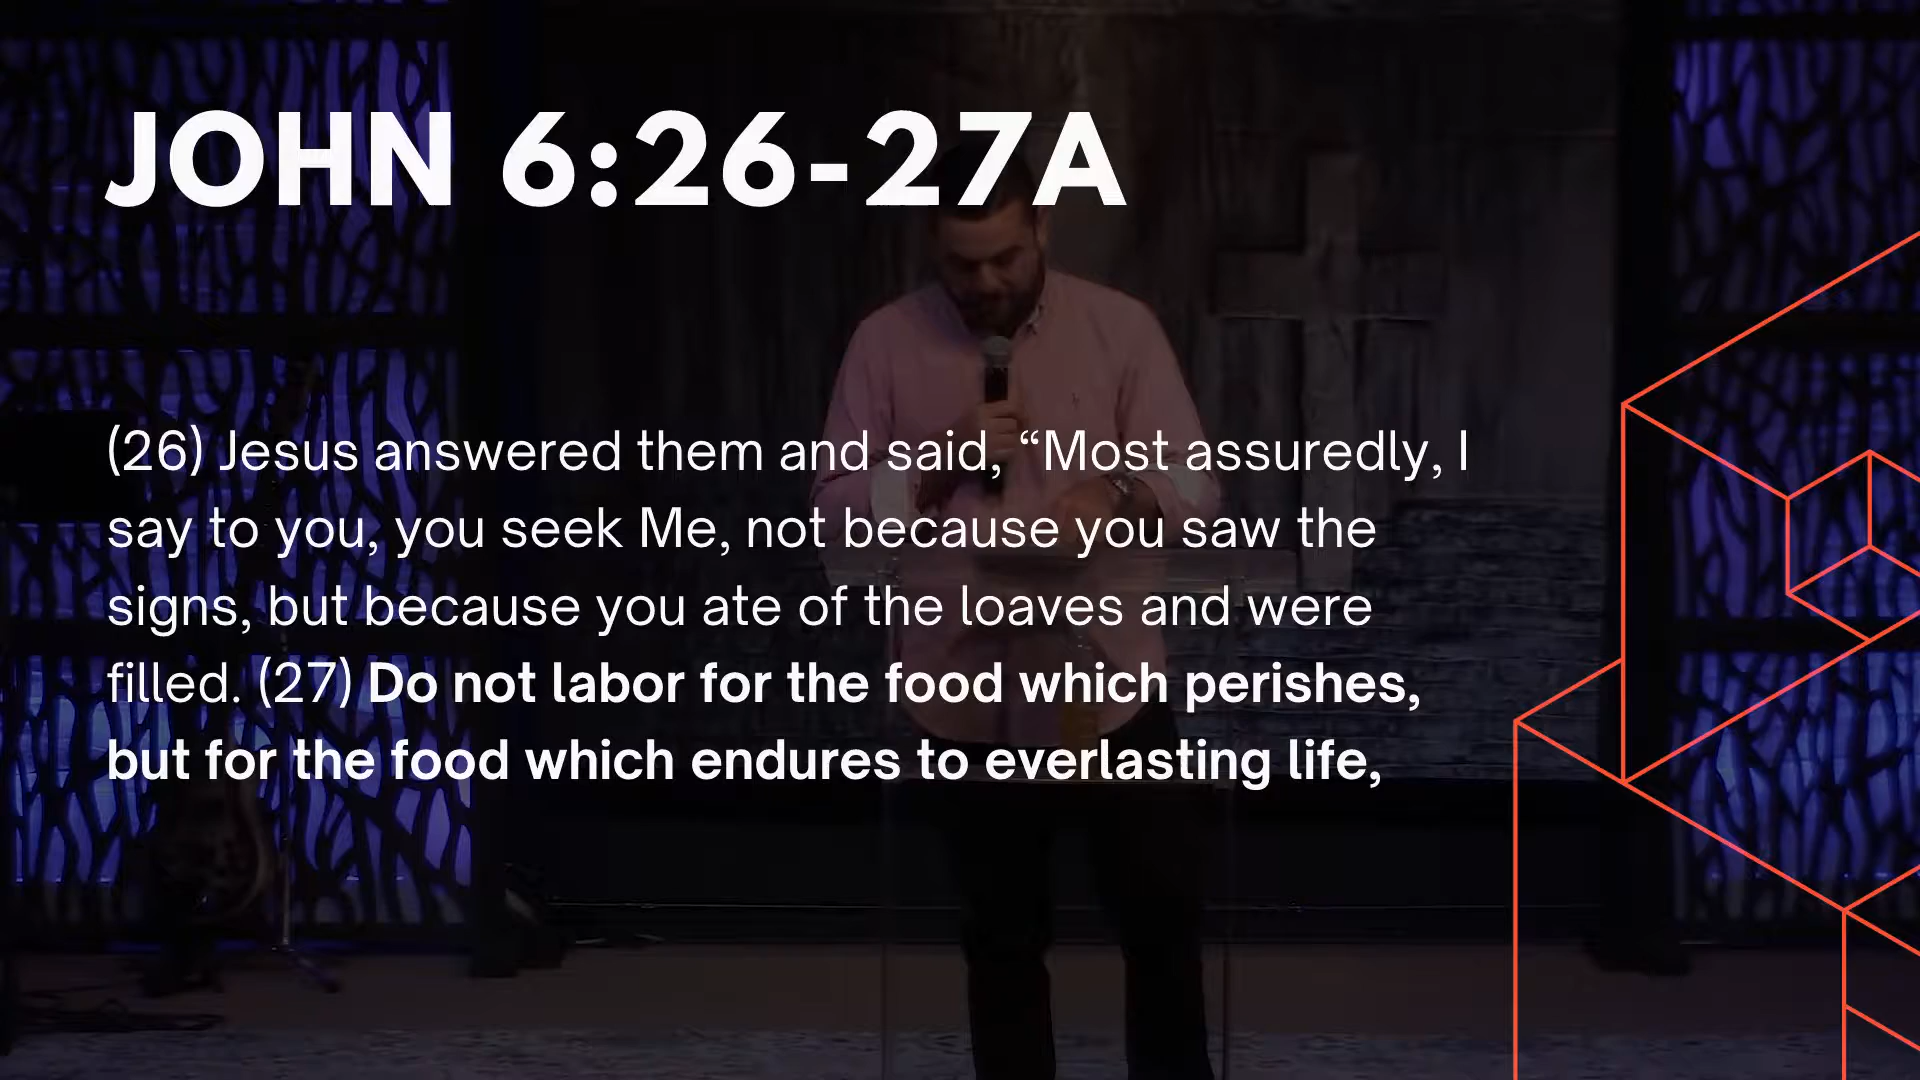 JOHN 6:26-27A
(26) Jesus answered them and said, “Most assuredly, I
say to you, you seek Me, not because you saw the
signs, but because you ate of the loaves and were
filled. (27) Do not labor for the food which perishes,
but for the food which endures to everlasting life,